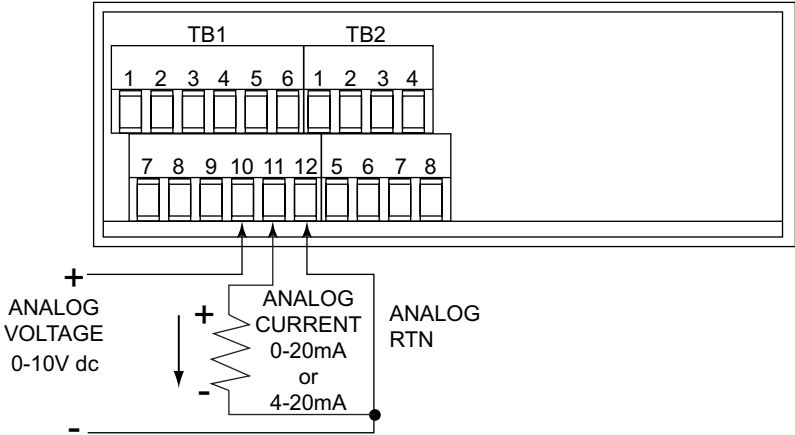 TB1 TB2
1 2 3 4 5 6 1 2 3 4
7 8 9 10 11 12 5 6 7 8
+
ANALOG
VOLTAGE
0-10V dc
-
+
-
ANALOG
CURRENT
0-20mA
or
4-20mA
ANALOG
RTN